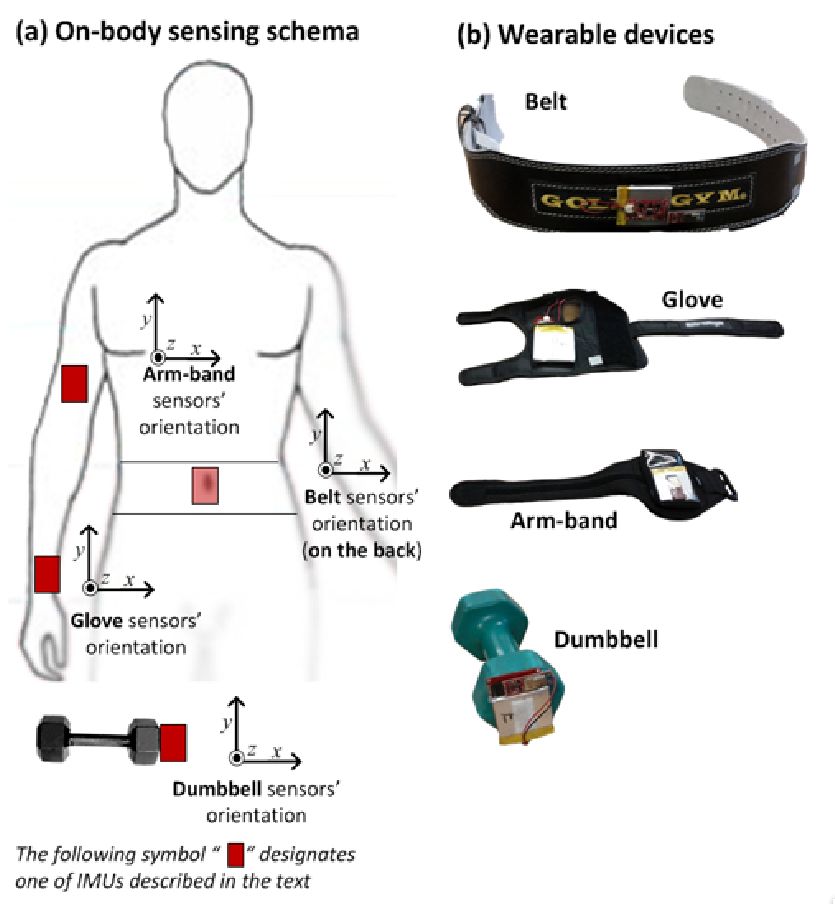 (a) On-body sensing schema
y
z x
Arm-band
sensors'
orientation
y
z x
Belt sensors'
orientation
(on the back)
y
z x
Glove sensors'
orientation
y
z x
Dumbbell sensors'
orientation
The following symbol " " designates
one of IMUs described in the text
(b) Wearable devices
Belt
GYM.
Glove
Arm-band
Dumbbell